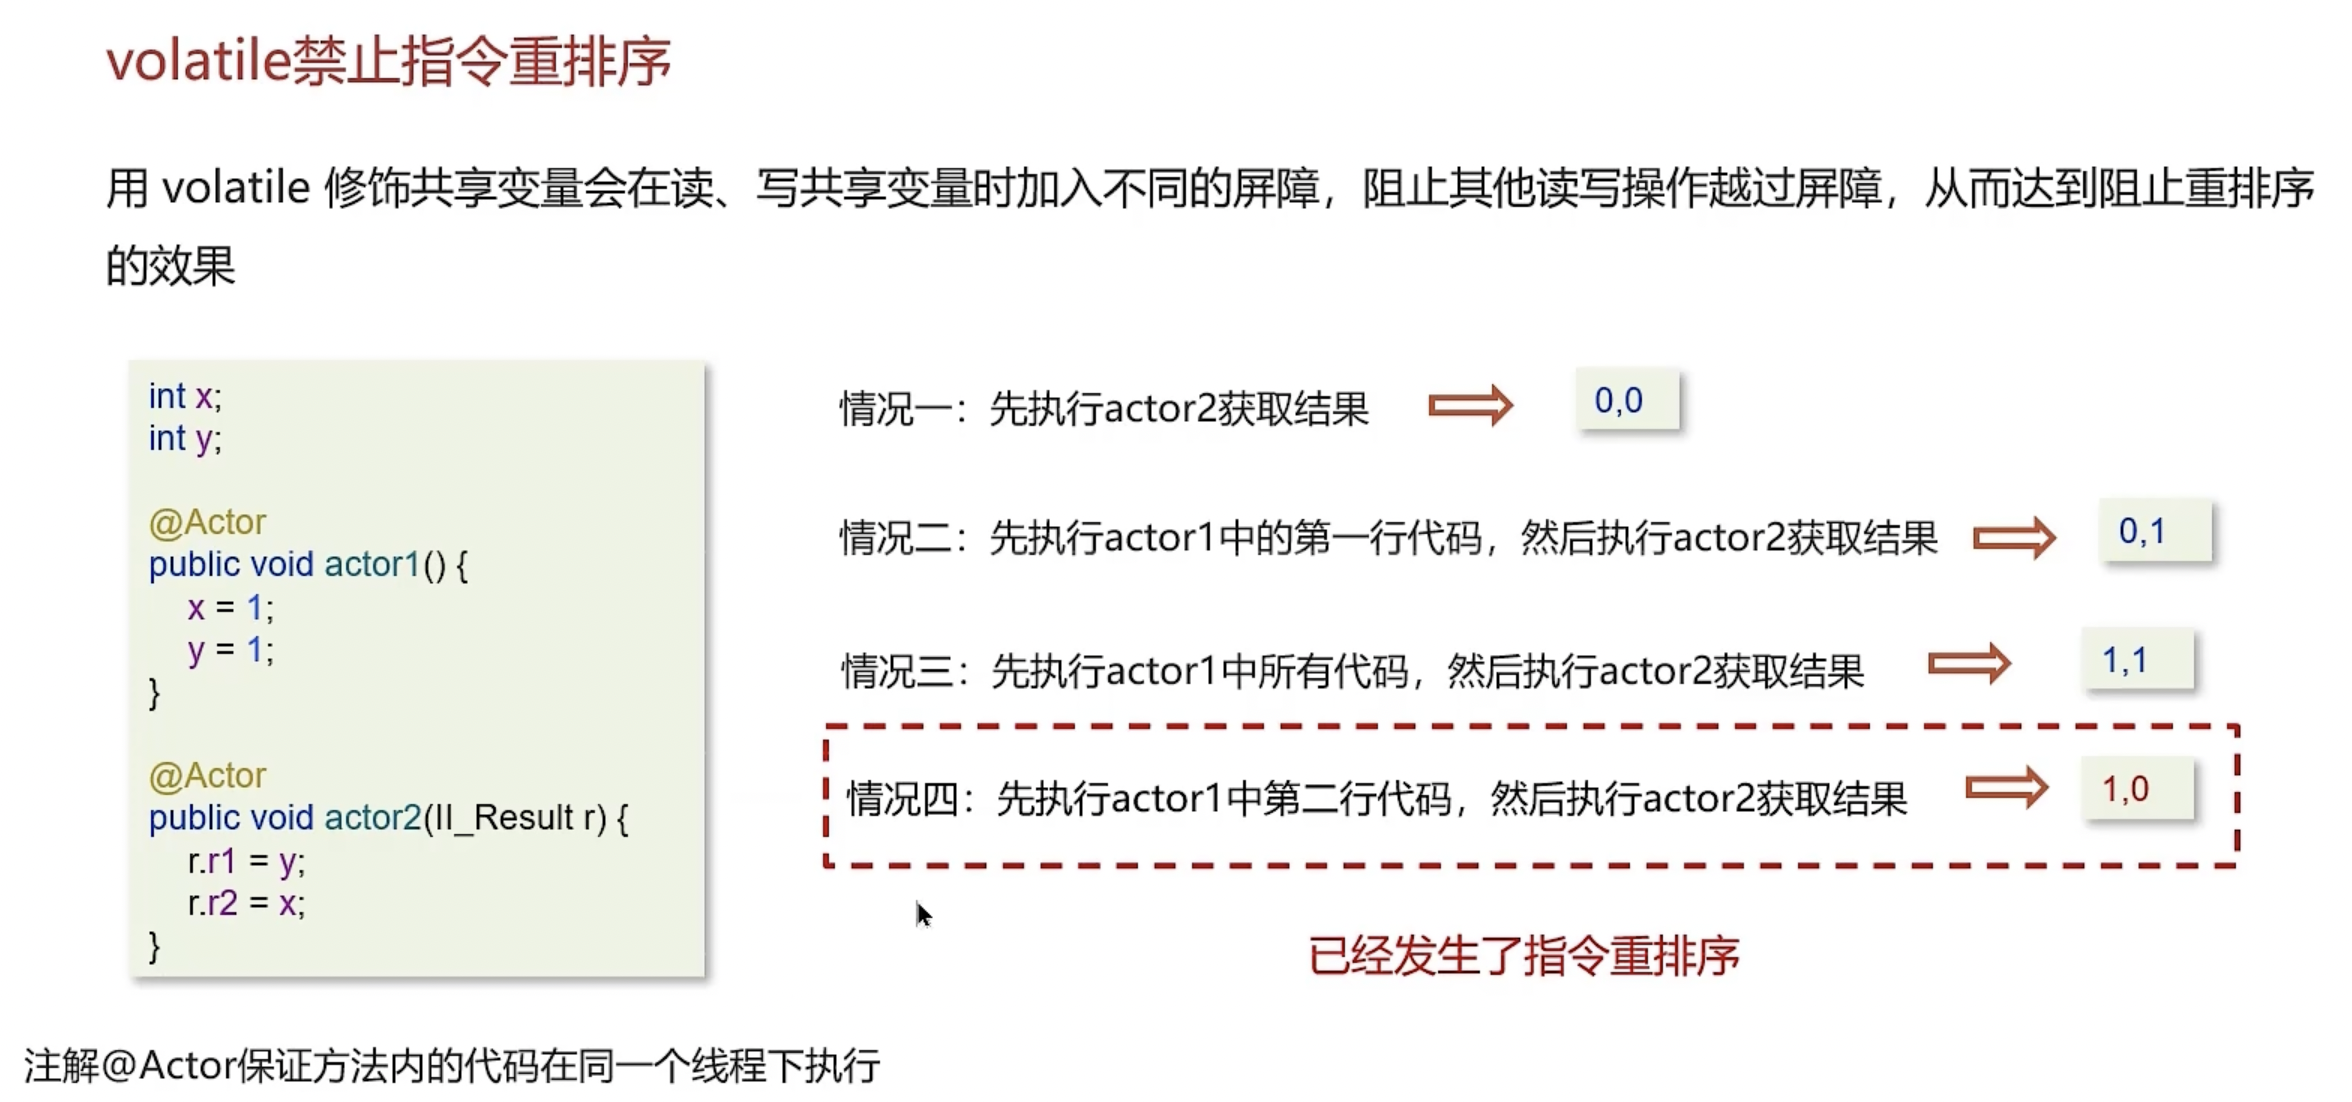 volatile禁止指令重排序
用 volatile 修饰共享变量会在读、写共享变量时加入不同的屏障，阻止其他读写操作越过屏障，从而达到阻止重排序
的效果
int x;
int y;
@Actor
public void actor1() {
x = 1;
y = 1;
}
@Actor
public void actor2(II_Result r) {
r.r1 = y;
r.r2 = x;
}
情况一：先执行actor2获取结果
0,0
情况二：先执行actor1中的第一行代码，然后执行actor2获取结果
0,1
情况三：先执行actor1中所有代码，然后执行actor2获取结果
1,1
情况四：先执行actor1中第二行代码，然后执行actor2获取结果
1,0
已经发生了指令重排序
注解@Actor保证方法内的代码在同一个线程下执行